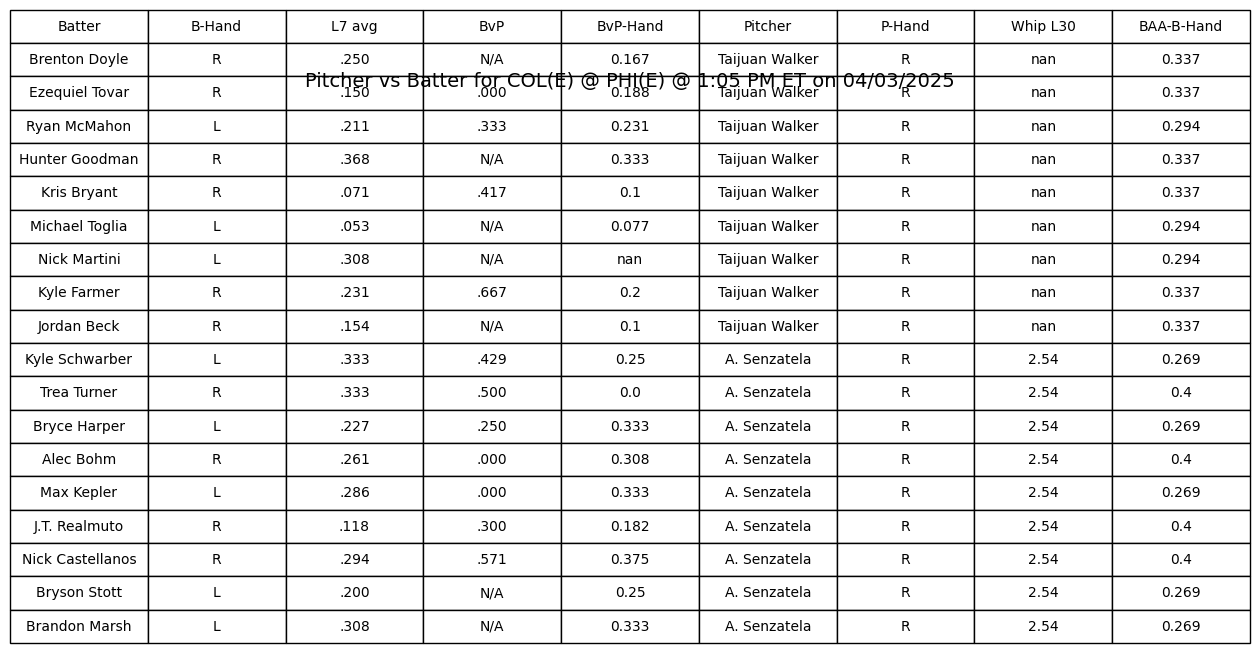 Batter B-Hand L7 avg BvP BvP-Hand Pitcher P-Hand Whip L30 BAA-B-Hand
Brenton Doyle R .250 N/A 0.167 Taijuan Walker R nan 0.337
Pitcher vs Batter for COL(E) @ PHI(E) @ 1:05 PM ET on 04/03/2025
Ezequiel Tovar R .150 .000 0.188 Taijuan Walker R nan 0.337
Ryan McMahon L .211 .333 0.231 Taijuan Walker R nan 0.294
Hunter Goodman R .368 N/A 0.333 Taijuan Walker R nan 0.337
Kris Bryant R .071 .417 0.1 Taijuan Walker R nan 0.337
Michael Toglia L .053 N/A 0.077 Taijuan Walker R nan 0.294
Nick Martini L .308 N/A nan Taijuan Walker R nan 0.294
Kyle Farmer R .231 .667 0.2 Taijuan Walker R nan 0.337
Jordan Beck R .154 N/A 0.1 Taijuan Walker R nan 0.337
Kyle Schwarber L .333 .429 0.25 A. Senzatela R 2.54 0.269
Trea Turner R .333 .500 0.0 A. Senzatela R 2.54 0.4
Bryce Harper L .227 .250 0.333 A. Senzatela R 2.54 0.269
Alec Bohm R .261 .000 0.308 A. Senzatela R 2.54 0.4
Max Kepler L .286 .000 0.333 A. Senzatela R 2.54 0.269
J.T. Realmuto R .118 .300 0.182 A. Senzatela R 2.54 0.4
Nick Castellanos R .294 .571 0.375 A. Senzatela R 2.54 0.4
Bryson Stott L .200 N/A 0.25 A. Senzatela R 2.54 0.269
Brandon Marsh L .308 N/A 0.333 A. Senzatela R 2.54 0.269